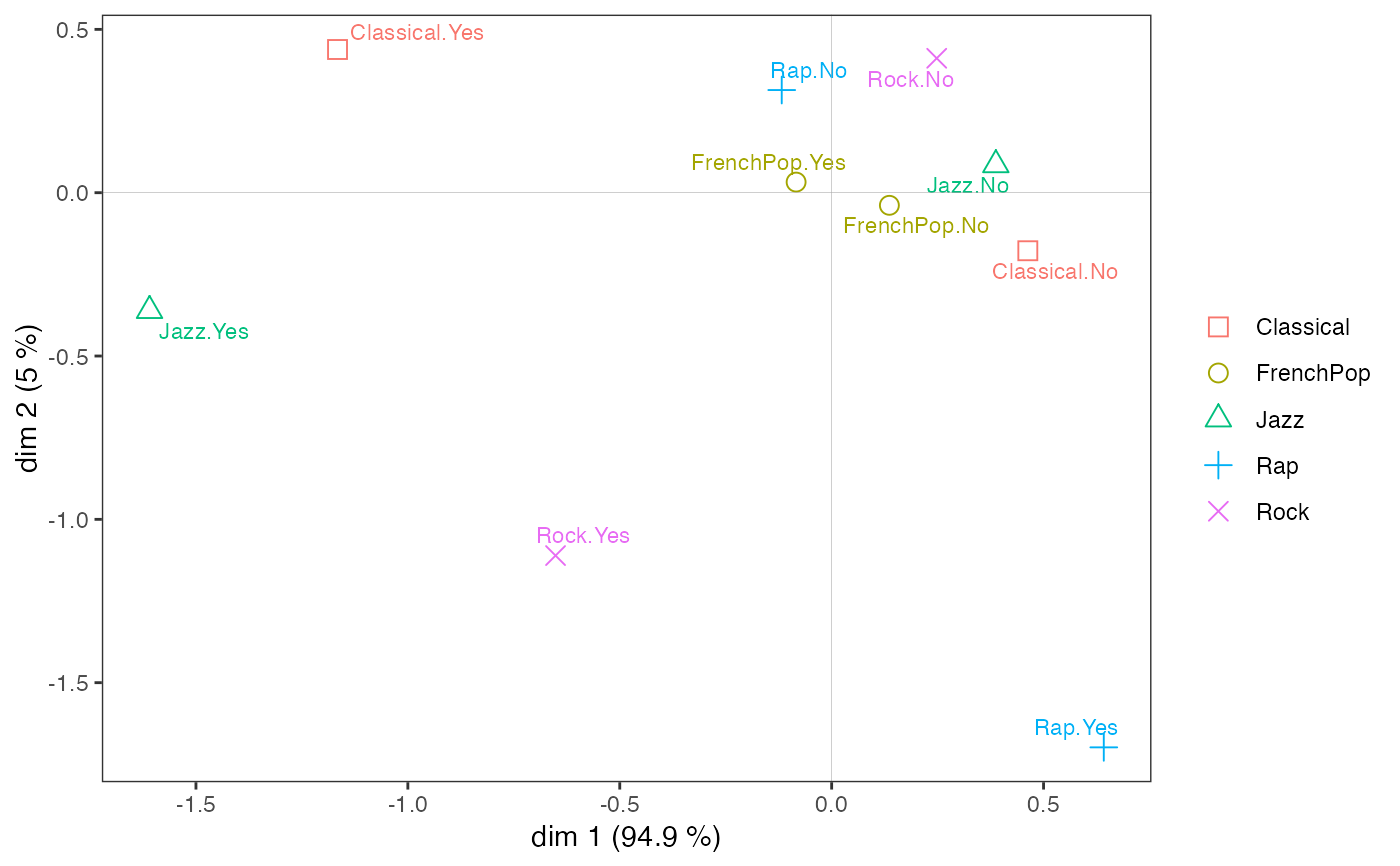 0.5
Classical.Yes
Rap.No
Rock.No
FrenchPop.Yes
Jazz.No
0.0
FrenchPop.No
Classical.No
Jazz.Yes
-0.5
Rock.Yes
-1.0
-1.5
Rap.Yes
-1.5
-1.0
-0.5
0.0
0.5
dim 1 (94.9 %)
dim 2 (5 %)
Classical
FrenchPop
Jazz
Rap
Rock